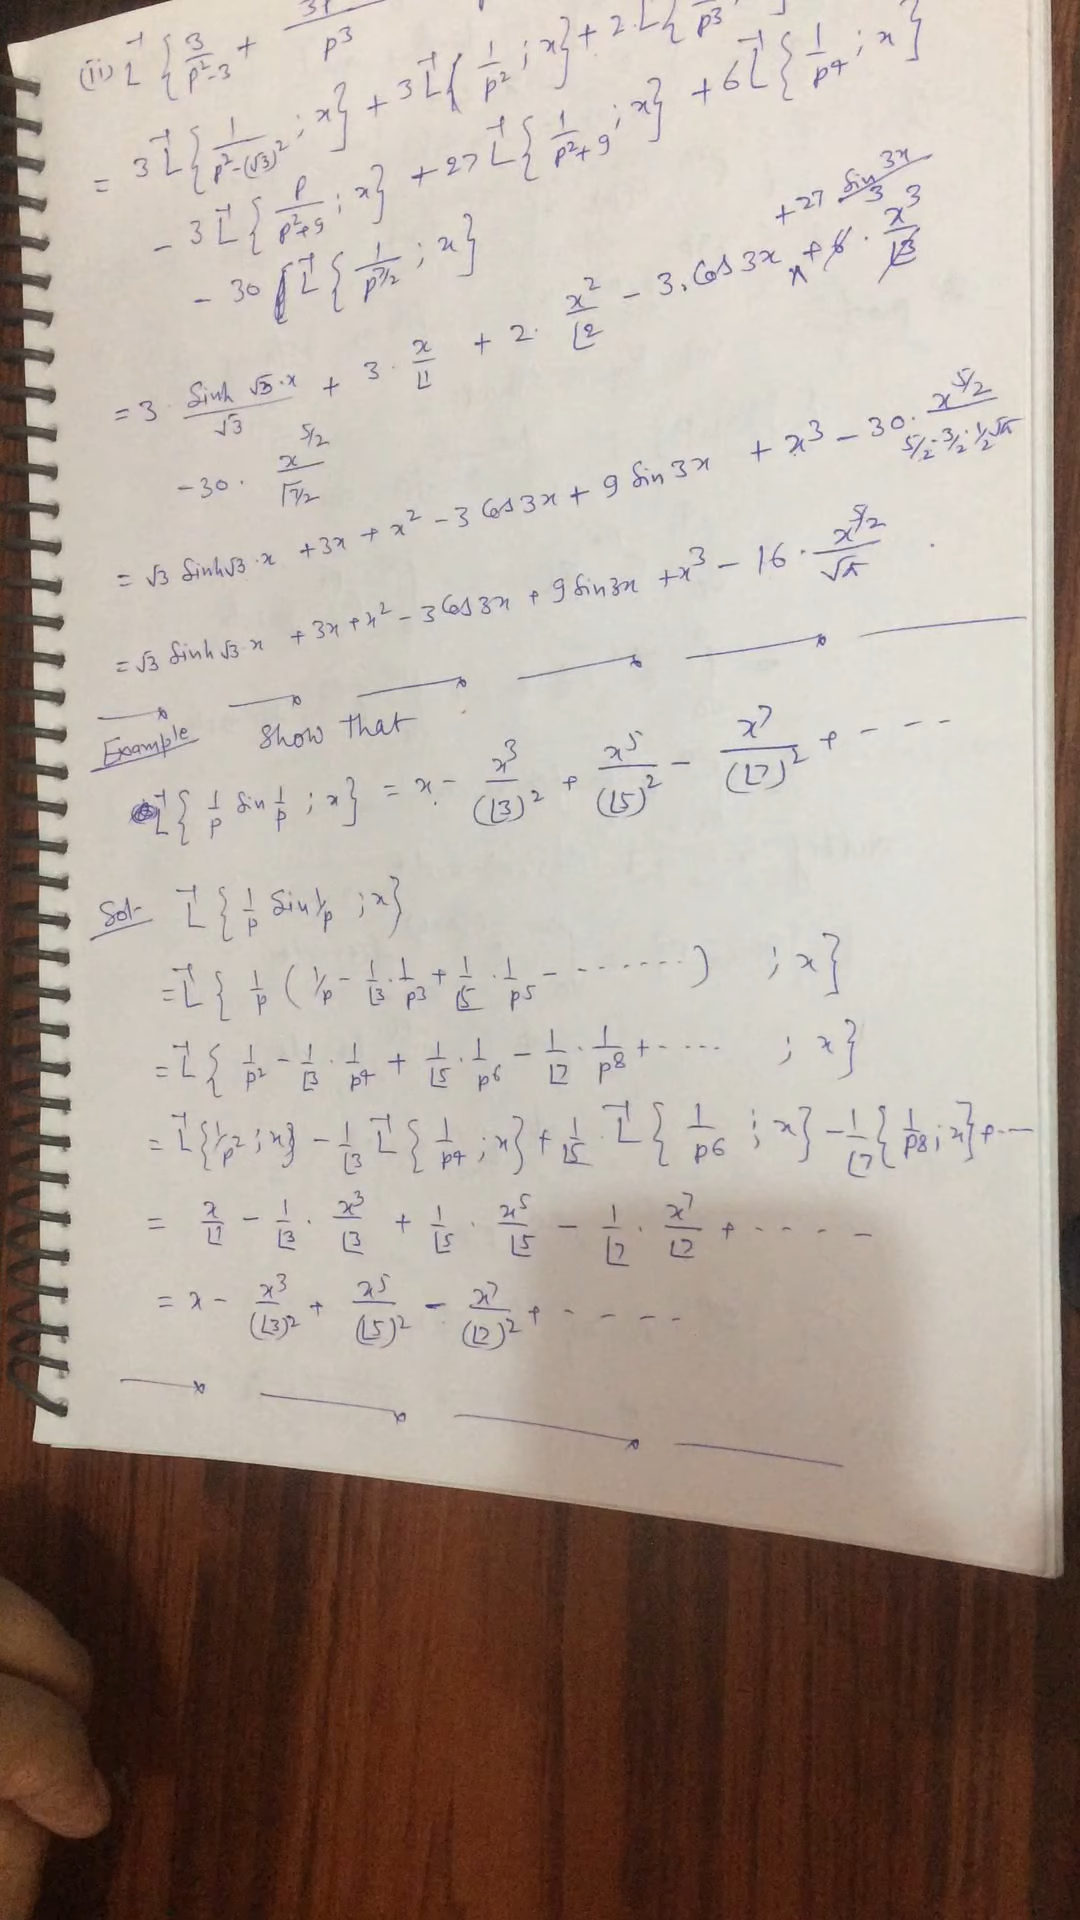 (ii) L⁻¹ { 3/(p²-3) + 3p /p³
= 3 L⁻¹{ 1/(p²-(√3)²) ; x} + 3 L⁻¹( 1/p² ; x} + 2. L⁻¹{ /p³
- 3 L⁻¹{ p/(p²+9) ; x} + 27 L⁻¹{ 1/(p²+9) ; x} + 6 L⁻¹{ 1/p⁴ ; x}
- 30 L⁻¹{ 1/p^(7/2) ; x}
= 3. Sinh √3.x/√3 + 3. x/⌊1 + 2. x²/⌊2 - 3. Cos 3x + 27 Sin 3x/3 + 6. x³/⌊3
- 30. x^(5/2)/Γ7/2
= √3 Sinh√3.x + 3x + x² - 3 Cos 3x + 9 Sin 3x + x³ - 30. x^(5/2)/(5/2.3/2.1/2√π)
= √3 Sinh √3.x + 3x + x² - 3 Cos 3x + 9 Sin 3x + x³ - 16. x^(5/2)/√π .
Example Show that
L⁻¹{ 1/p Sin 1/p ; x} = x - x³/(⌊3)² + x⁵/(⌊5)² - x⁷/(⌊7)² + - - -
Sol- L⁻¹{ 1/p Sin 1/p ; x}
= L⁻¹{ 1/p ( 1/p - 1/⌊3 . 1/p3 + 1/⌊5 . 1/p5 - ------- ) ; x}
= L⁻¹{ 1/p2 - 1/⌊3 . 1/p4 + 1/⌊5 . 1/p6 - 1/⌊7 . 1/p8 + ---- ; x}
= L⁻¹{1/p2 ; x} - 1/⌊3 L⁻¹{ 1/p4 ; x} + 1/⌊5 . L⁻¹{ 1/p6 ; x} - 1/⌊7 { 1/p8 ; x} + ---
= x/⌊1 - 1/⌊3 . x³/⌊3 + 1/⌊5 . x⁵/⌊5 - 1/⌊7 . x⁷/⌊7 + - - - - -
= x - x³/(⌊3)² + x⁵/(⌊5)² - x⁷/(⌊7)² + - - - -